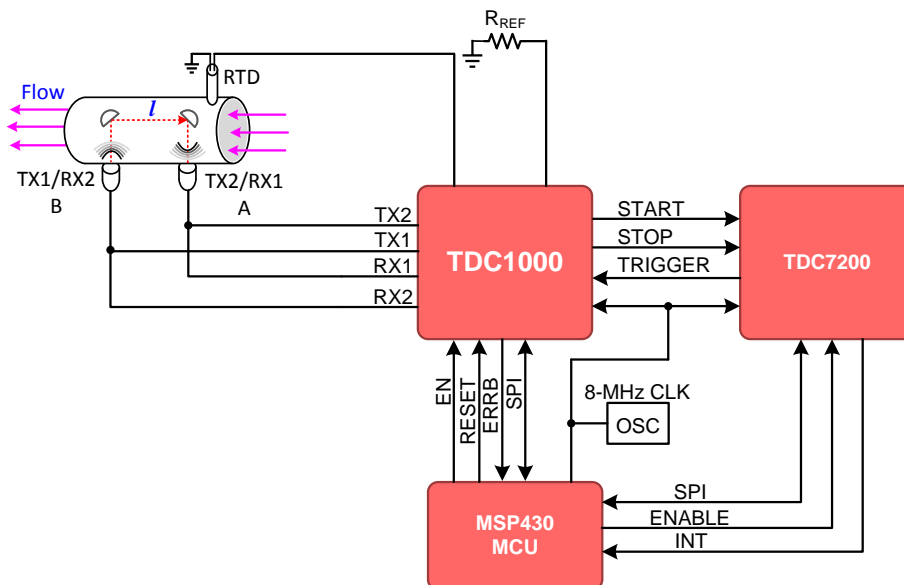 R_REF
RTD
Flow
l
TX1/RX2
B
TX2/RX1
A
TX2
TX1
RX1
RX2
TDC1000
START
STOP
TRIGGER
TDC7200
EN
RESET
ERRB
SPI
8-MHz CLK
OSC
MSP430
MCU
SPI
ENABLE
INT